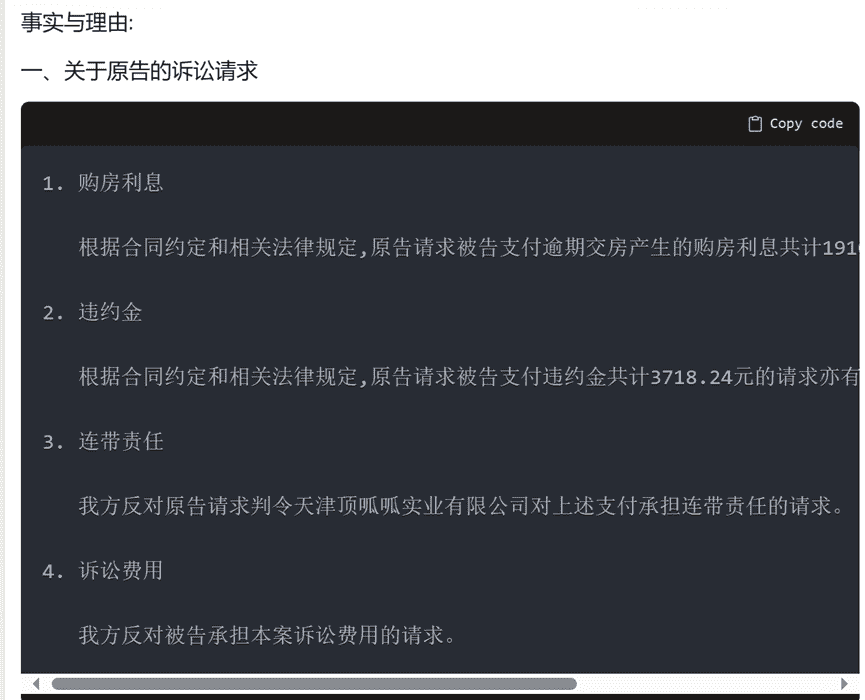 事实与理由:
一、关于原告的诉讼请求
Copy code
1. 购房利息
根据合同约定和相关法律规定,原告请求被告支付逾期交房产生的购房利息共计191
2. 违约金
根据合同约定和相关法律规定,原告请求被告支付违约金共计3718.24元的请求亦有
3. 连带责任
我方反对原告请求判令天津顶呱呱实业有限公司对上述支付承担连带责任的请求。
4. 诉讼费用
我方反对被告承担本案诉讼费用的请求。